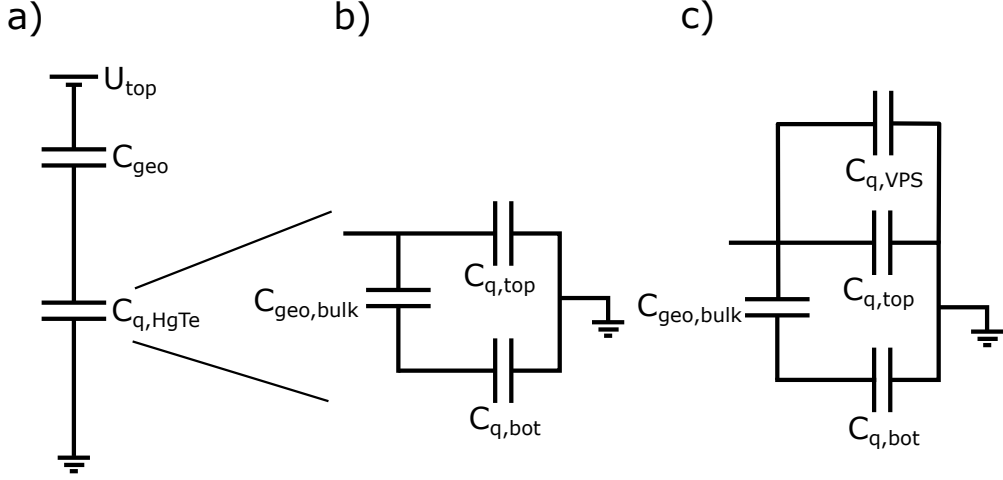 a)
U_top
C_geo
C_q,HgTe
b)
C_q,top
C_geo,bulk
C_q,bot
c)
C_q,VPS
C_q,top
C_geo,bulk
C_q,bot